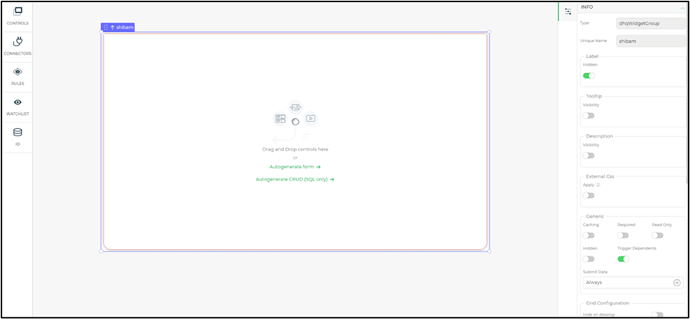 CONTROLS
CONNECTORS
RULES
WATCHLIST
shibam
Drag and Drop controls here
or
Autogenerate form →
Autogenerate CRUD (SQL only) →
INFO
Type
dhqWidgetGroup
Unique Name
shibam
Label
Hidden
Tooltip
Visibility
Description
Visibility
External Css
Apply
Generic
Caching Required Read Only
Hidden Trigger Dependents
Submit Data
Always
Grid Configuration
Hide on desktop